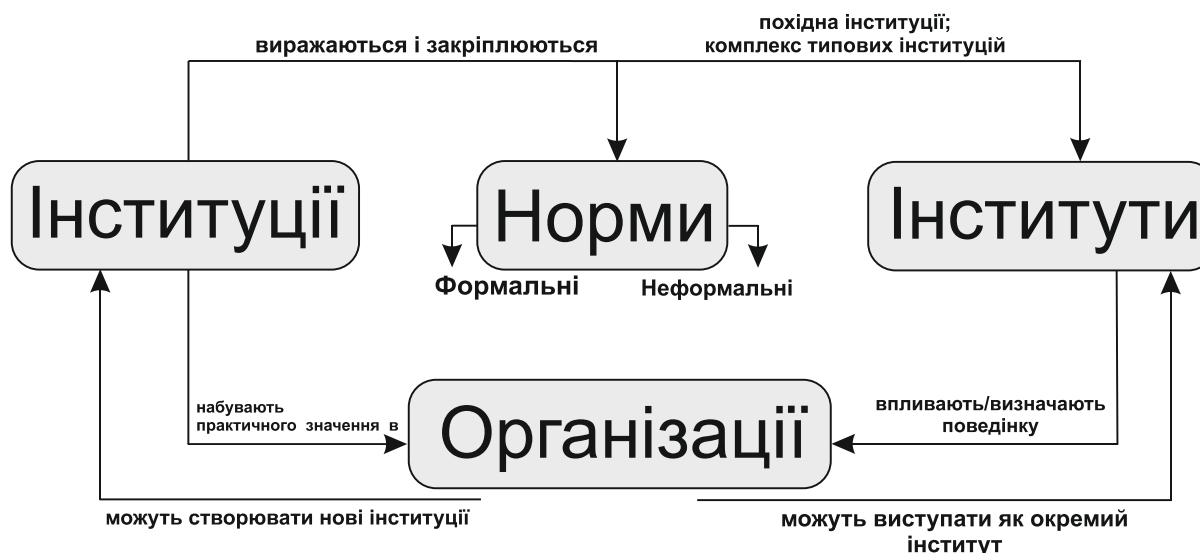 похідна інституції;
виражаються і закріплюються
комплекс типових інституцій
Інституції
Норми
Інститути
Формальні
Неформальні
набувають
практичного значення в
Організації
впливають/визначають
поведінку
можуть створювати нові інституції
можуть виступати як окремий
інститут